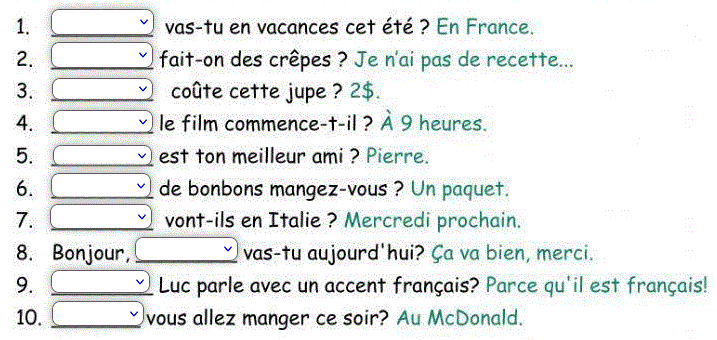 1. vas-tu en vacances cet été ? En France.
2. fait-on des crêpes ? Je n'ai pas de recette...
3. coûte cette jupe ? 2$.
4. le film commence-t-il ? À 9 heures.
5. est ton meilleur ami ? Pierre.
6. de bonbons mangez-vous ? Un paquet.
7. vont-ils en Italie ? Mercredi prochain.
8. Bonjour, vas-tu aujourd'hui? Ça va bien, merci.
9. Luc parle avec un accent français? Parce qu'il est français!
10. vous allez manger ce soir? Au McDonald.